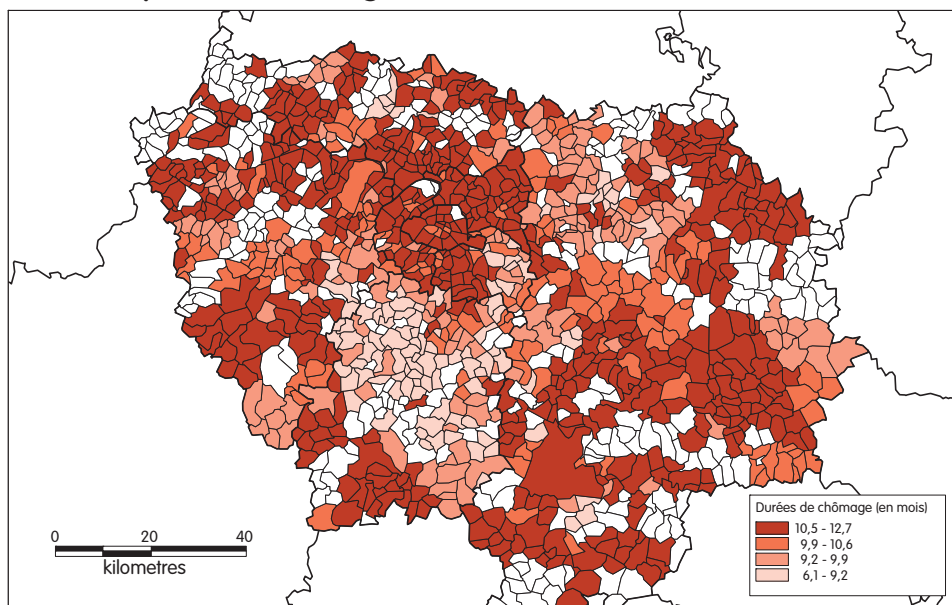 Durées de chômage (en mois)
10,5 - 12,7
9,9 - 10,6
9,2 - 9,9
6,1 - 9,2
0 20 40
kilometres